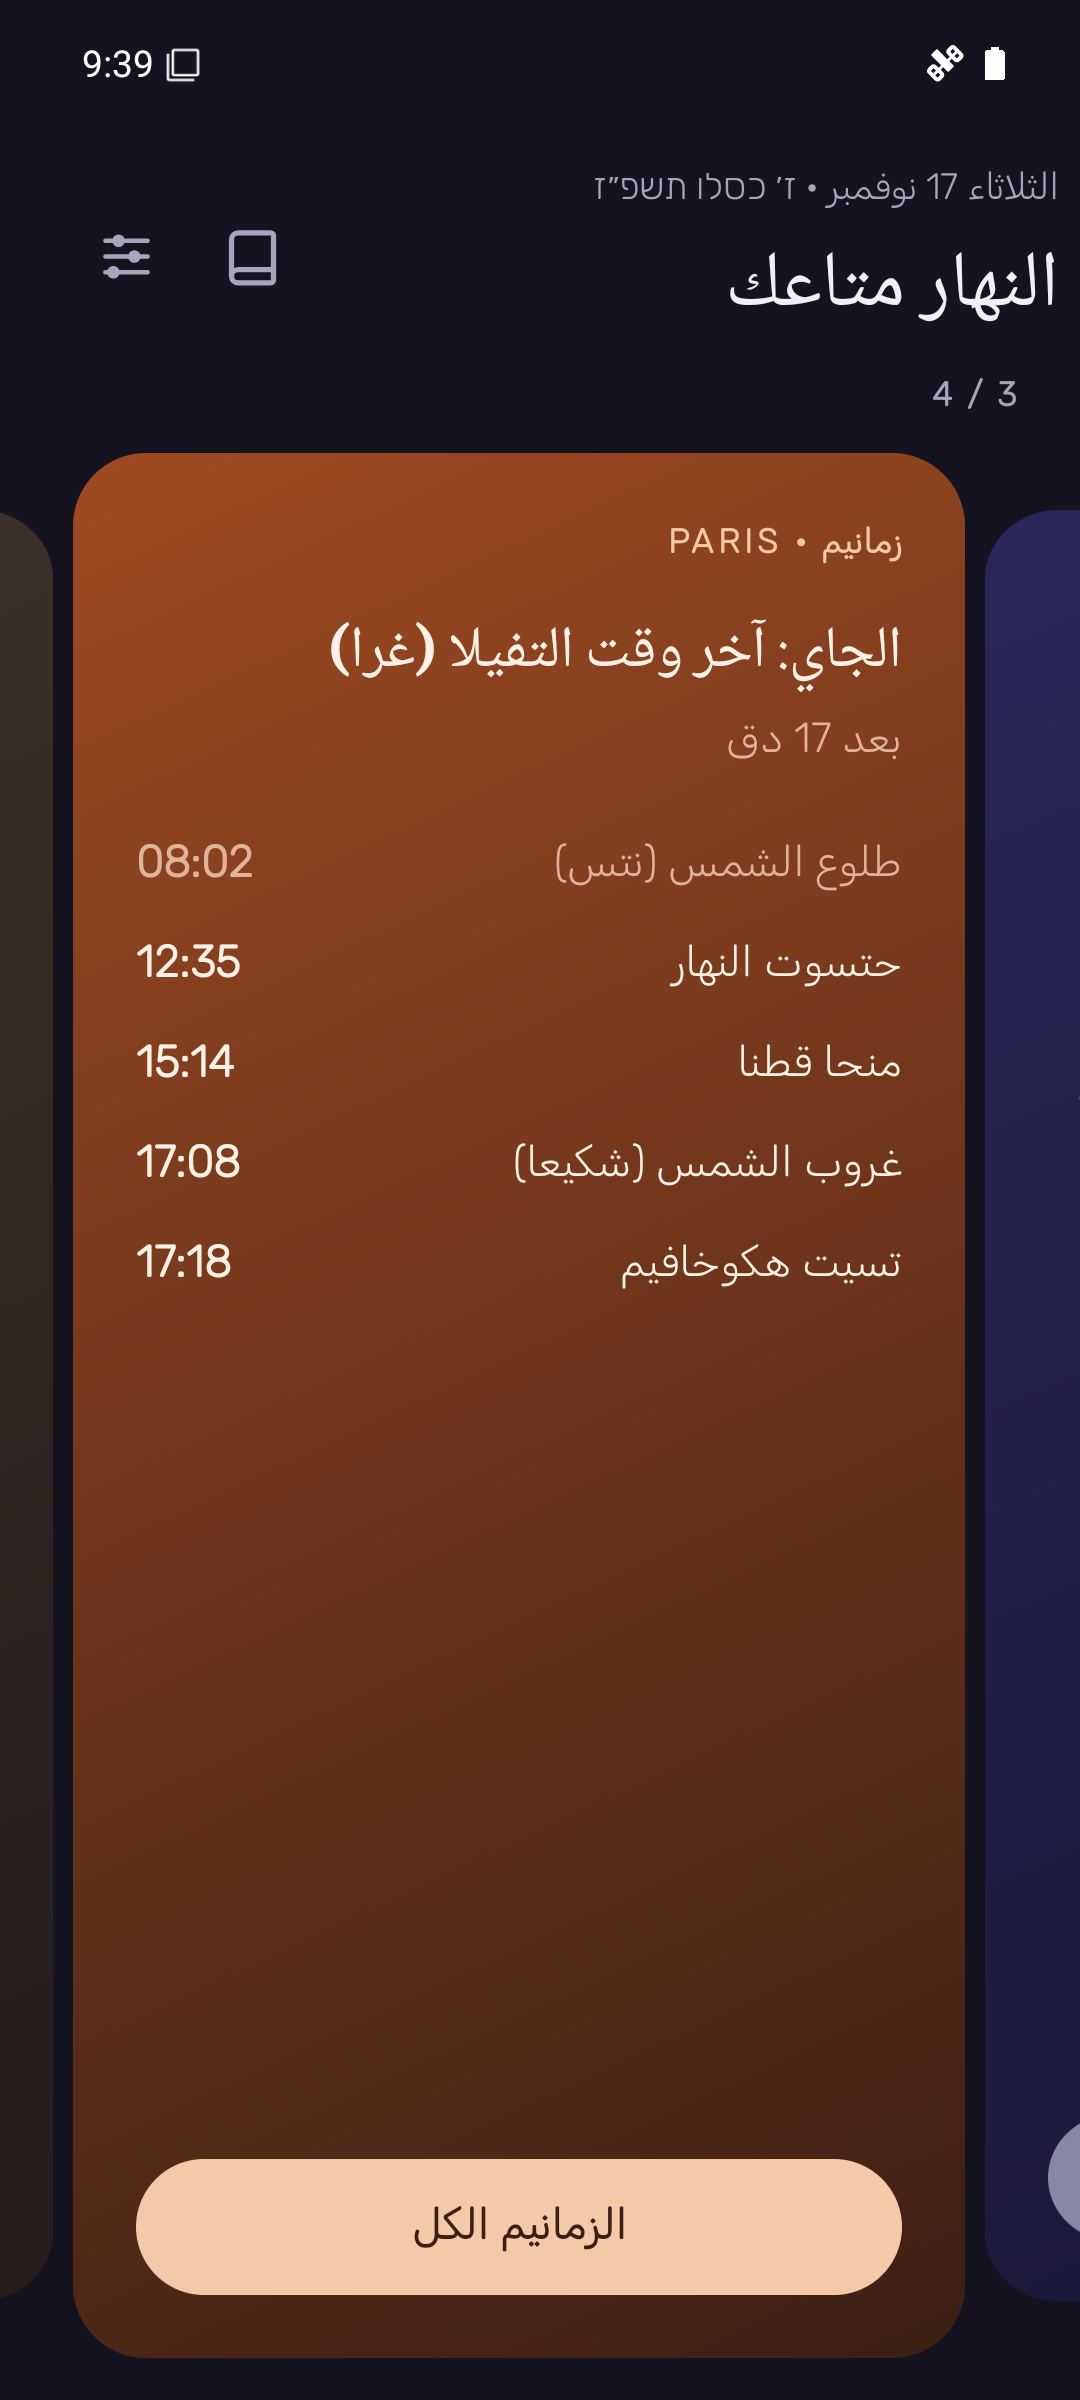 9:39
الثلاثاء 17 نوفمبر • ז׳ כסלו תשפ״ז
النهار متاعك
3 / 4
زمانيم • PARIS
الجاي: آخر وقت التفيلا (غرا)
بعد 17 دق
طلوع الشمس (نتس) 08:02
حتسوت النهار 12:35
منحا قطنا 15:14
غروب الشمس (شكيعا) 17:08
تسيت هكوخافيم 17:18
الزمانيم الكل